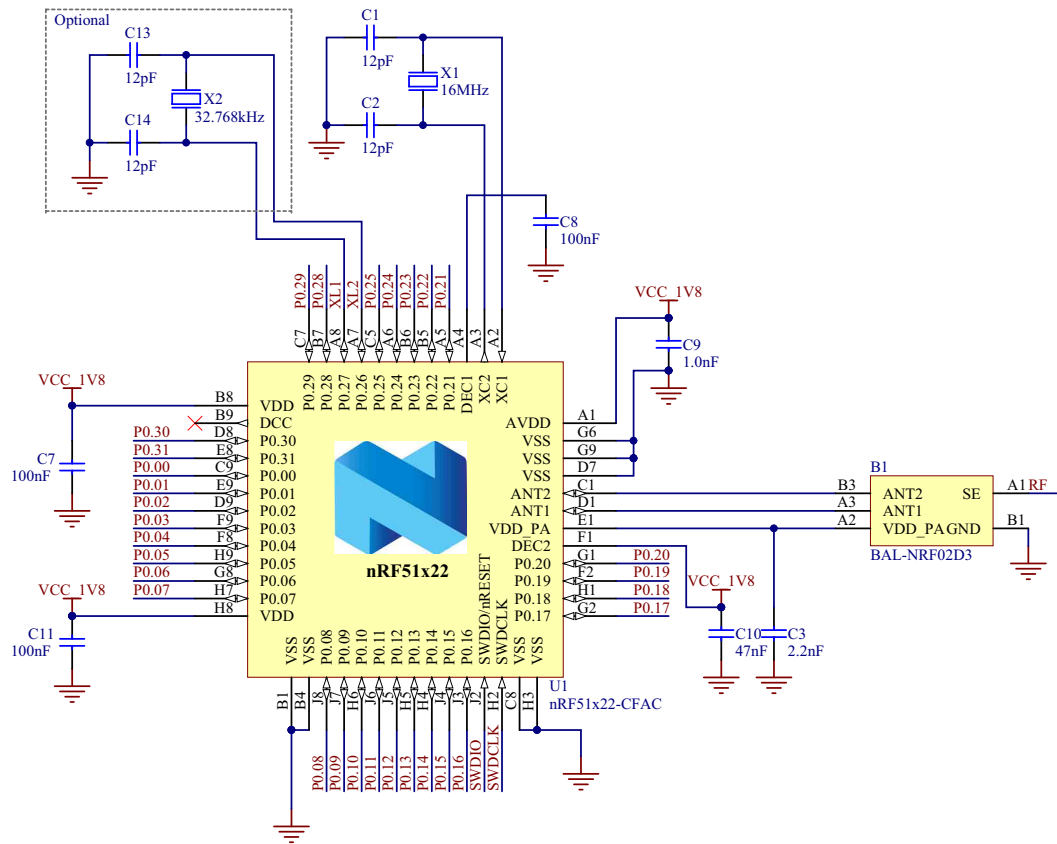 Optional
C13
12pF
X2
32.768kHz
C14
12pF
C1
12pF
X1
16MHz
C2
12pF
C8
100nF
P0.29
P0.28
XL1
XL2
P0.25
P0.24
P0.23
P0.22
P0.21
C7
B7
A8
A7
C5
A6
B6
B5
A5
A4
A3
A2
P0.29
P0.28
P0.27
P0.26
P0.25
P0.24
P0.23
P0.22
P0.21
DEC1
XC2
XC1
VCC_1V8
C9
1.0nF
VCC_1V8
C7
100nF
B8 VDD
B9 DCC
P0.30 D8 P0.30
P0.31 E8 P0.31
P0.00 C9 P0.00
P0.01 E9 P0.01
P0.02 D9 P0.02
P0.03 F9 P0.03
P0.04 F8 P0.04
P0.05 H9 P0.05
P0.06 G8 P0.06
P0.07 H7 P0.07
H8 VDD
VCC_1V8
C11
100nF
nRF51x22
AVDD A1
VSS G6
VSS G9
VSS D7
ANT2 C1
ANT1 D1
VDD_PA E1
DEC2 F1
P0.20 G1 P0.20
P0.19 F2 P0.19
P0.18 H1 P0.18
P0.17 G2 P0.17
B1
B3 ANT2 SE A1 RF
A3 ANT1
A2 VDD_PAGND B1
BAL-NRF02D3
VCC_1V8
C10
47nF
C3
2.2nF
VSS
VSS
P0.08
P0.09
P0.10
P0.11
P0.12
P0.13
P0.14
P0.15
P0.16
SWDIO/nRESET
SWDCLK
VSS
VSS
U1
nRF51x22-CFAC
B1
B4
J8
J7
H6
J6
J5
H5
H4
J4
J3
J2
H2
C8
H3
P0.08
P0.09
P0.10
P0.11
P0.12
P0.13
P0.14
P0.15
P0.16
SWDIO
SWDCLK